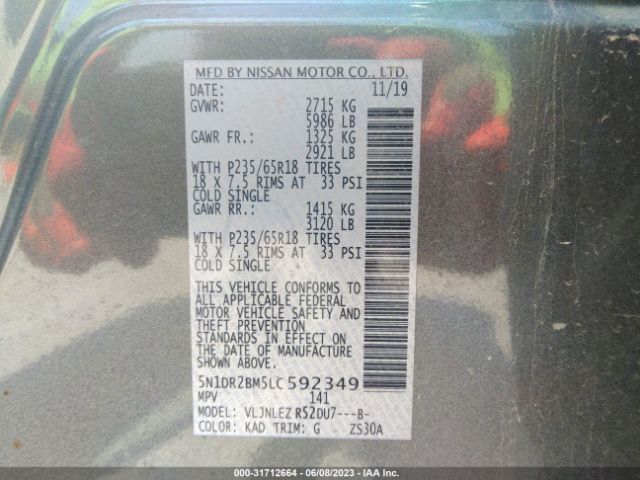 MFD BY NISSAN MOTOR CO., LTD.
DATE: 11/19
GVWR: 2715 KG
5986 LB
GAWR FR.: 1325 KG
2921 LB
WITH P235/65R18 TIRES
18 X 7.5 RIMS AT 33 PSI
COLD SINGLE
GAWR RR.: 1415 KG
3120 LB
WITH P235/65R18 TIRES
18 X 7.5 RIMS AT 33 PSI
COLD SINGLE
THIS VEHICLE CONFORMS TO
ALL APPLICABLE FEDERAL
MOTOR VEHICLE SAFETY AND
THEFT PREVENTION
STANDARDS IN EFFECT ON
THE DATE OF MANUFACTURE
SHOWN ABOVE.
5N1DR2BM5LC592349
MPV 141
MODEL: VLJNLEZ R52DU7---B-
COLOR: KAD TRIM: G ZS30A
000-31712664 - 06/08/2023 - IAA Inc.